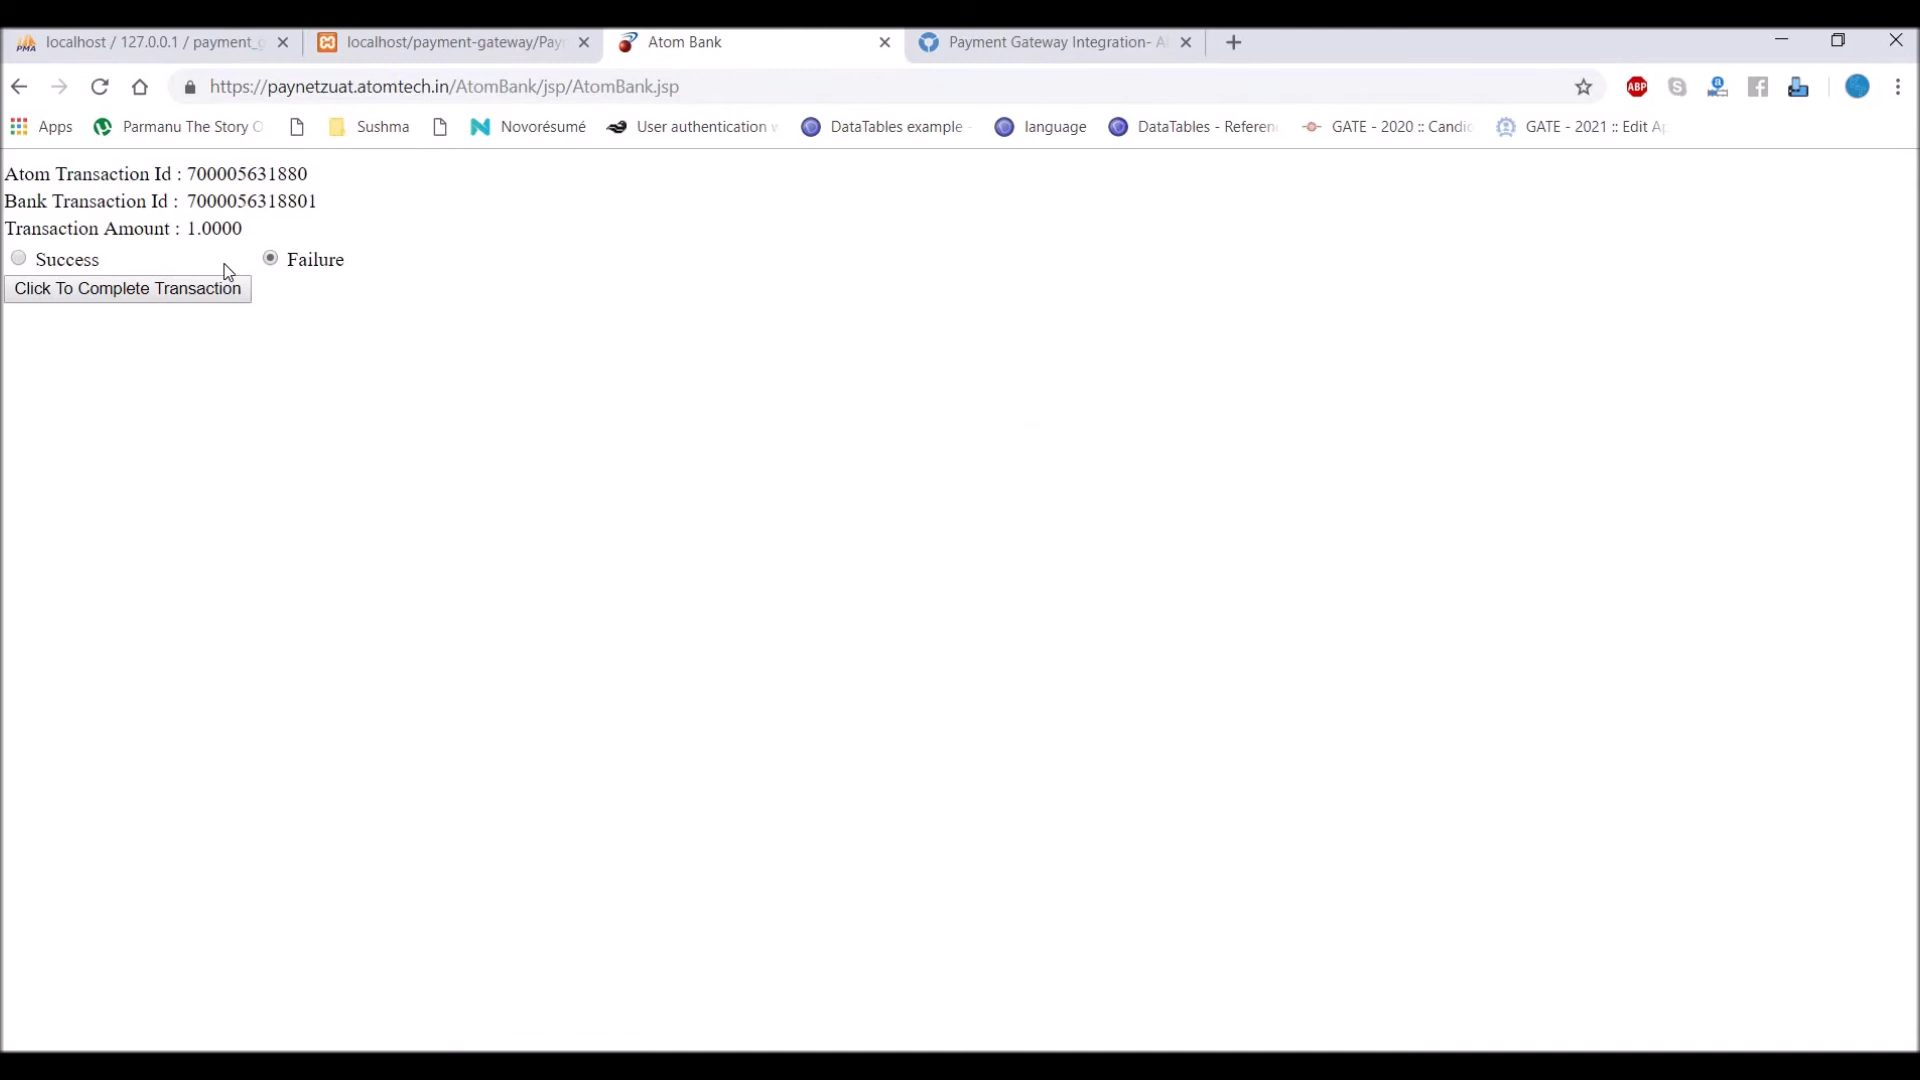 localhost / 127.0.0.1 / payment_g
localhost/payment-gateway/Pay
Atom Bank
Payment Gateway Integration- A
https://paynetzuat.atomtech.in/AtomBank/jsp/AtomBank.jsp
ABP
Apps
Parmanu The Story O
Sushma
Novorésumé
User authentication
DataTables example -
language
DataTables - Referen
GATE - 2020 :: Candi
GATE - 2021 :: Edit A
Atom Transaction Id : 700005631880
Bank Transaction Id : 7000056318801
Transaction Amount : 1.0000
Success Failure
Click To Complete Transaction